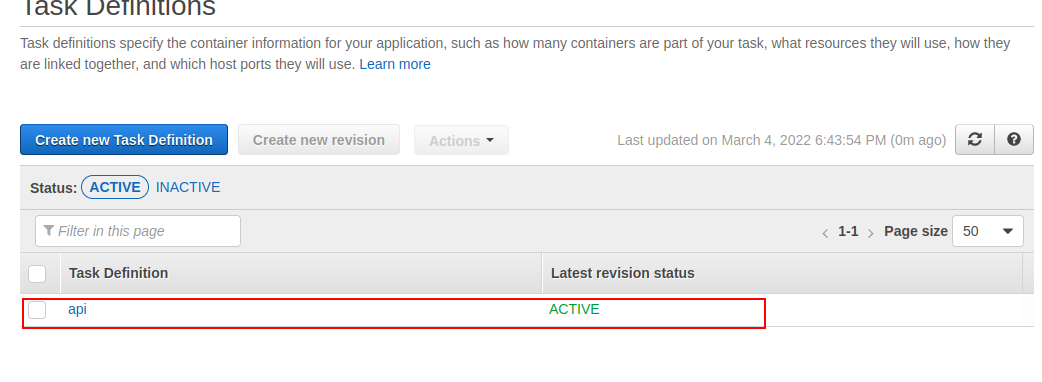 Task Definitions
Task definitions specify the container information for your application, such as how many containers are part of your task, what resources they will use, how they
are linked together, and which host ports they will use. Learn more
Create new Task Definition Create new revision Actions Last updated on March 4, 2022 6:43:54 PM (0m ago)
Status: ACTIVE INACTIVE
Filter in this page < 1-1 > Page size 50
Task Definition Latest revision status
api ACTIVE